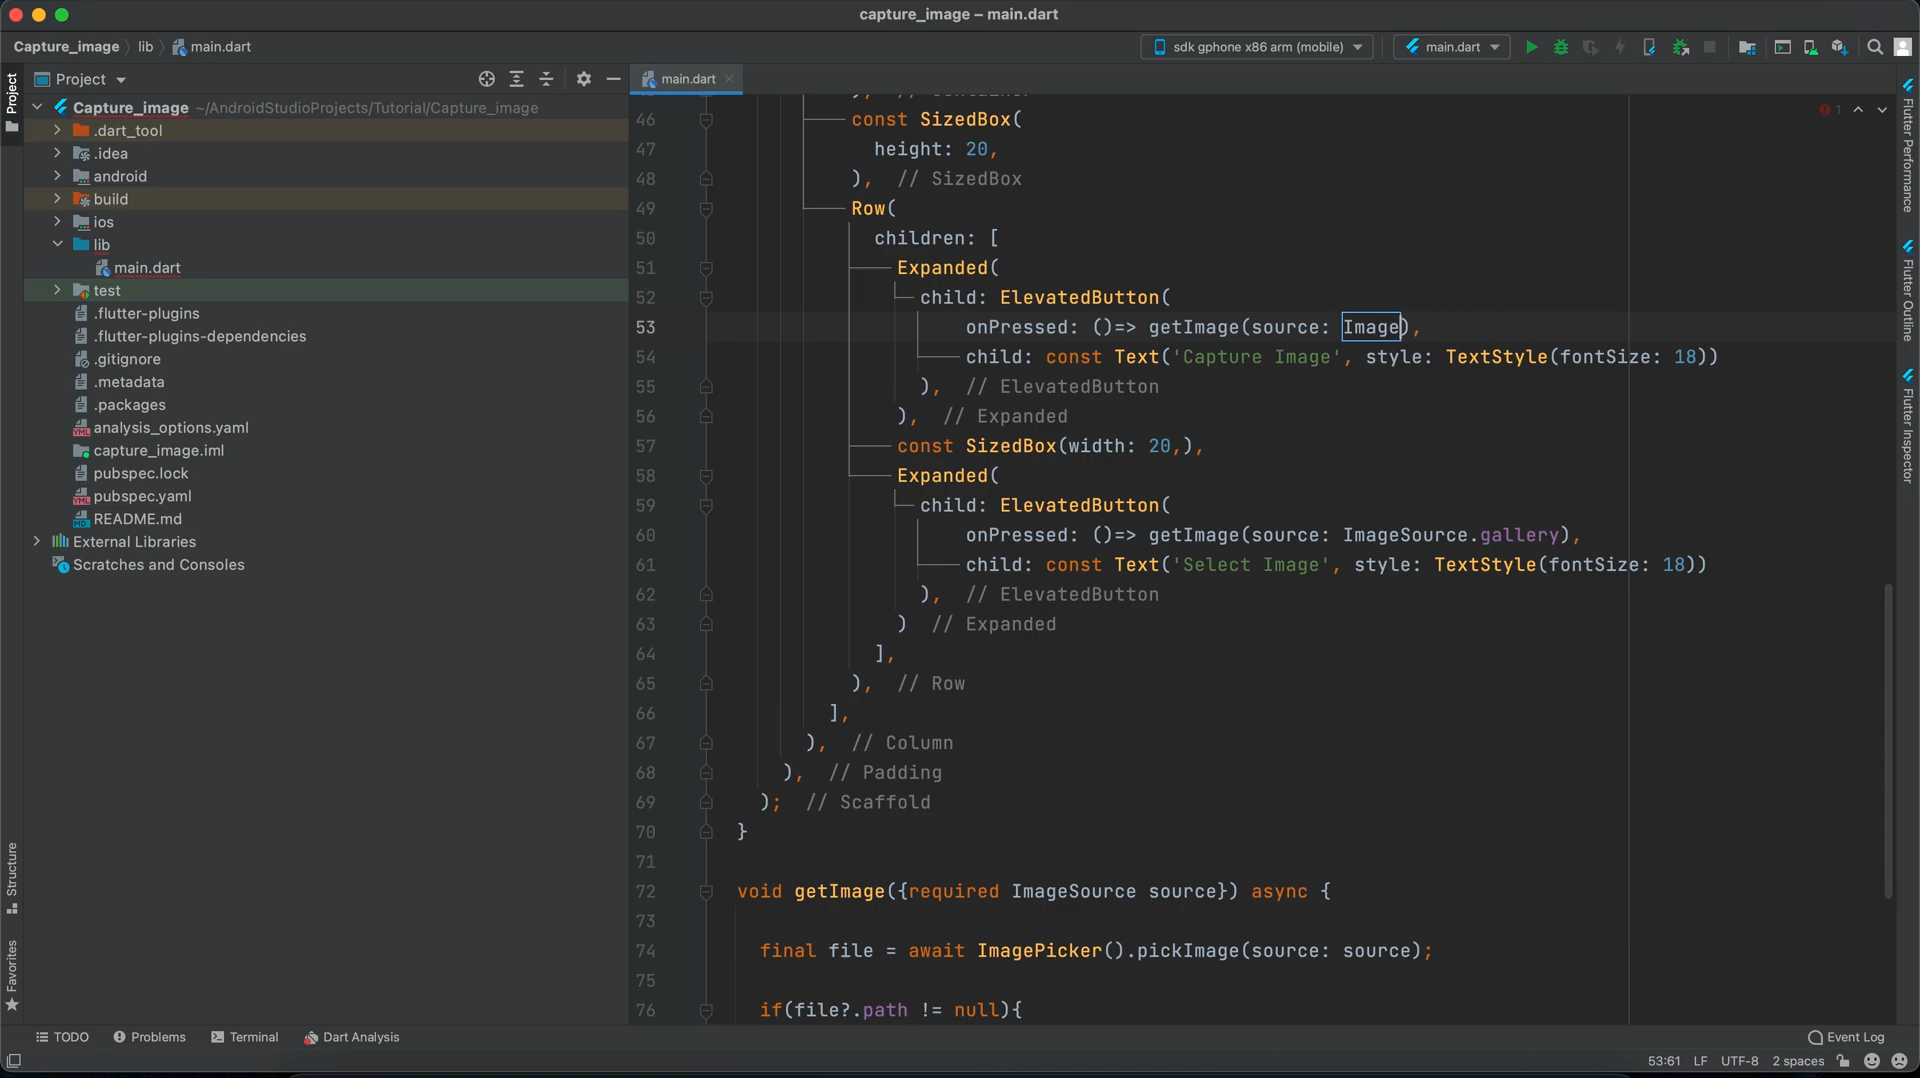 capture_image – main.dart
Capture_image
lib
main.dart
sdk gphone x86 arm (mobile)
main.dart
Project
Project
Structure
Favorites
Capture_image ~/AndroidStudioProjects/Tutorial/Capture_image
.dart_tool
.idea
android
build
ios
lib
main.dart
test
.flutter-plugins
.flutter-plugins-dependencies
.gitignore
.metadata
.packages
analysis_options.yaml
capture_image.iml
pubspec.lock
pubspec.yaml
README.md
External Libraries
Scratches and Consoles
main.dart
1
46 const SizedBox(
47 height: 20,
48 ), // SizedBox
49 Row(
50 children: [
51 Expanded(
52 child: ElevatedButton(
53 onPressed: ()=> getImage(source: Image),
54 child: const Text('Capture Image', style: TextStyle(fontSize: 18))
55 ), // ElevatedButton
56 ), // Expanded
57 const SizedBox(width: 20,),
58 Expanded(
59 child: ElevatedButton(
60 onPressed: ()=> getImage(source: ImageSource.gallery),
61 child: const Text('Select Image', style: TextStyle(fontSize: 18))
62 ), // ElevatedButton
63 ) // Expanded
64 ],
65 ), // Row
66 ],
67 ), // Column
68 ), // Padding
69 ); // Scaffold
70 }
71
72 void getImage({required ImageSource source}) async {
73
74 final file = await ImagePicker().pickImage(source: source);
75
76 if(file?.path != null){
Flutter Performance
Flutter Outline
Flutter Inspector
TODO
Problems
Terminal
Dart Analysis
Event Log
53:61
LF
UTF-8
2 spaces